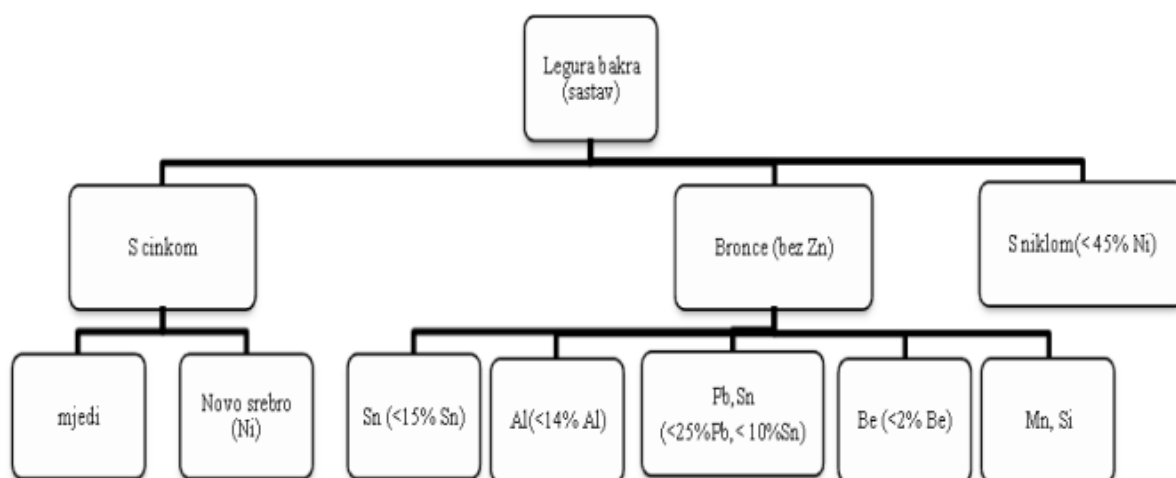 Legura bakra
(sastav)
S cinkom
Bronce (bez Zn)
S niklom(<45% Ni)
mjedi
Novo srebro
(Ni)
Sn (<15% Sn)
Al(<14% Al)
Pb,Sn
(<25%Pb,<10%Sn)
Be (<2% Be)
Mn, Si